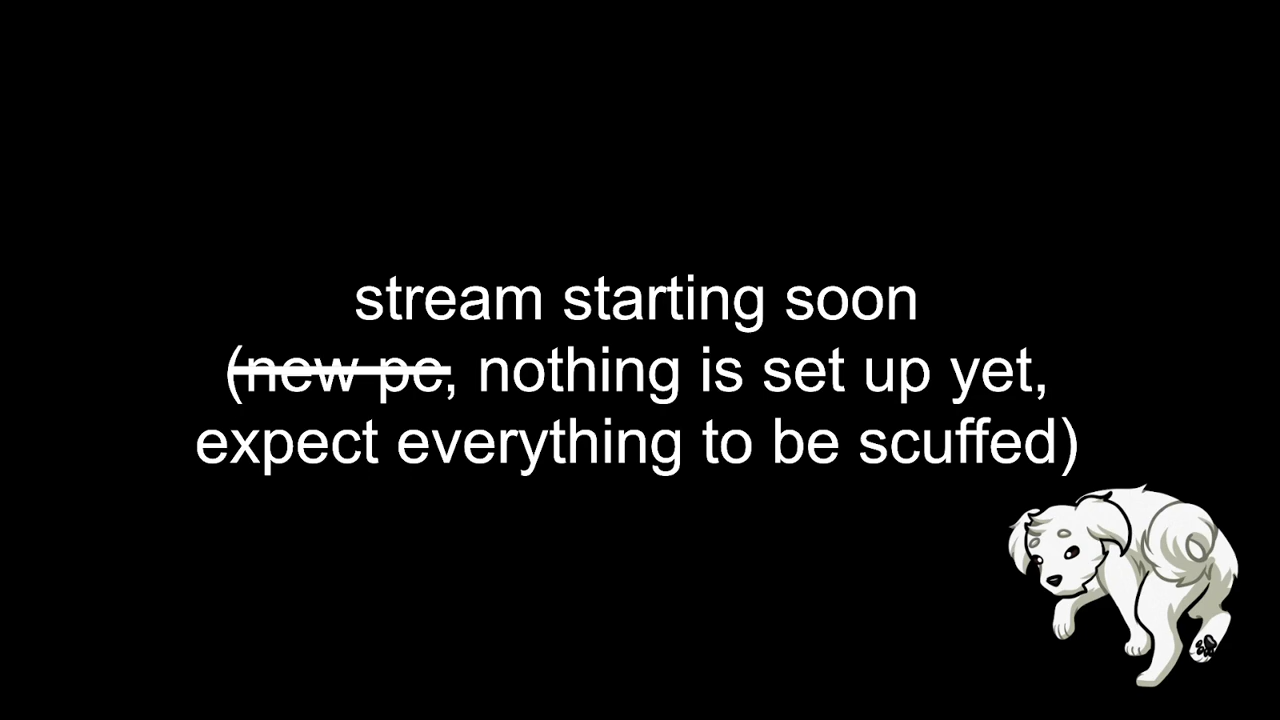 stream starting soon
(new pc, nothing is set up yet,
expect everything to be scuffed)